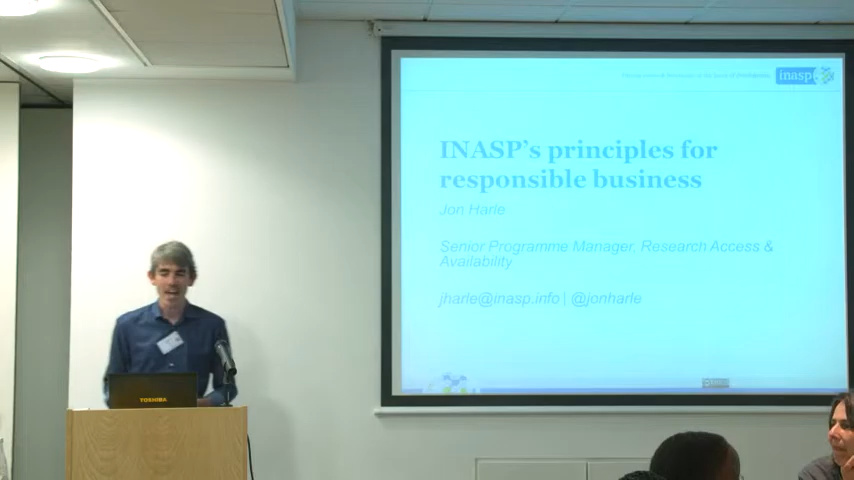 inasp
INASP's principles for
responsible business
Jon Harle
Senior Programme Manager, Research Access &
Availability
jharle@inasp.info | @jonharle
TOSHIBA